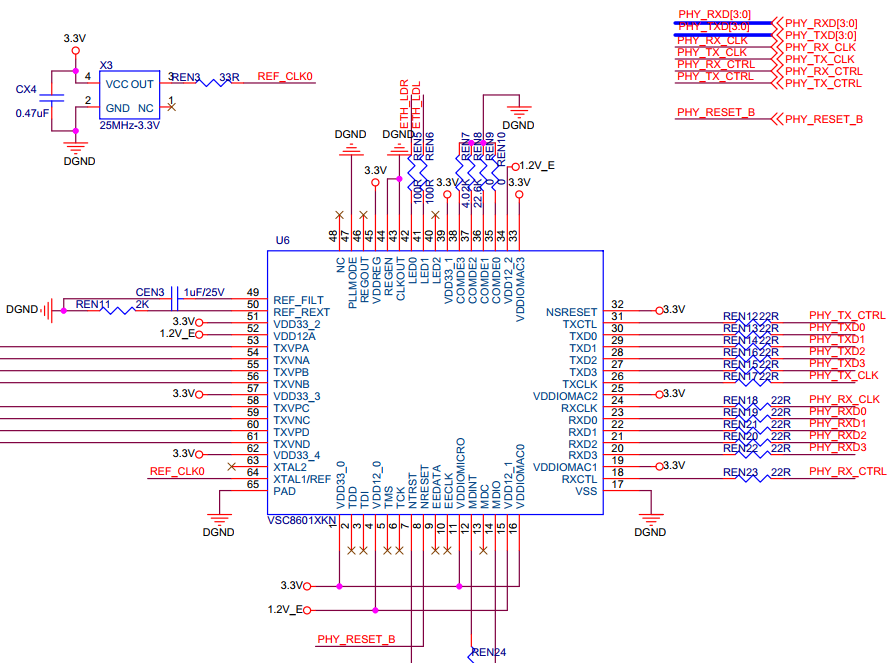 PHY_RXD[3:0]
PHY_RXD[3:0]
PHY_TXD[3:0]
PHY_TXD[3:0]
PHY_RX_CLK
PHY_RX_CLK
PHY_TX_CLK
PHY_TX_CLK
PHY_RX_CTRL
PHY_RX_CTRL
PHY_TX_CTRL
PHY_TX_CTRL
PHY_RESET_B
PHY_RESET_B
3.3V
X3
4 VCC OUT 3
REN3 33R REF_CLK0
CX4
0.47uF
2 GND NC 1
25MHz-3.3V
DGND
ETH_LDR
ETH_LDL
DGND
DGND
DGND
REN5
REN6
REN7
REN8
REN9
REN10
100R
100R
4.02K
22.6K
0
0
3.3V
3.3V
1.2V_E
3.3V
U6
48 NC
47 PLLMODE
46 REGOUT
45 VDDREG
44 REGEN
43 CLKOUT
42 LED0
41 LED1
40 LED2
39 VDD33_1
38 COMDE3
37 COMDE2
36 COMDE1
35 COMDE0
34 VDD12_2
33 VDDIOMAC3
CEN3 1uF/25V
DGND
REN11 2K
3.3V
1.2V_E
3.3V
3.3V
REF_CLK0
49 REF_FILT
50 REF_REXT
51 VDD33_2
52 VDD12A
53 TXVPA
54 TXVNA
55 TXVPB
56 TXVNB
57 VDD33_3
58 TXVPC
59 TXVNC
60 TXVPD
61 TXVND
62 VDD33_4
63 XTAL2
64 XTAL1/REF
65 PAD
DGND
VSC8601XKN
NSRESET 32 3.3V
TXCTL 31 REN12 22R PHY_TX_CTRL
TXD0 30 REN13 22R PHY_TXD0
TXD1 29 REN14 22R PHY_TXD1
TXD2 28 REN16 22R PHY_TXD2
TXD3 27 REN15 22R PHY_TXD3
TXCLK 26 REN17 22R PHY_TX_CLK
VDDIOMAC2 25 3.3V
RXCLK 24 REN18 22R PHY_RX_CLK
RXD0 23 REN19 22R PHY_RXD0
RXD1 22 REN21 22R PHY_RXD1
RXD2 21 REN20 22R PHY_RXD2
RXD3 20 REN22 22R PHY_RXD3
VDDIOMAC1 19 3.3V
RXCTL 18 REN23 22R PHY_RX_CTRL
VSS 17
DGND
VDD33_0 1
TDD 2
TDI 3
VDD12_0 4
TMS 5
TCK 6
NTRST 7
NRESET 8
EEDATA 9
EECLK 10
VDDIOMICRO 11
MDINT 12
MDC 13
MDIO 14
VDD12_1 15
VDDIOMAC0 16
3.3V
1.2V_E
PHY_RESET_B
REN24